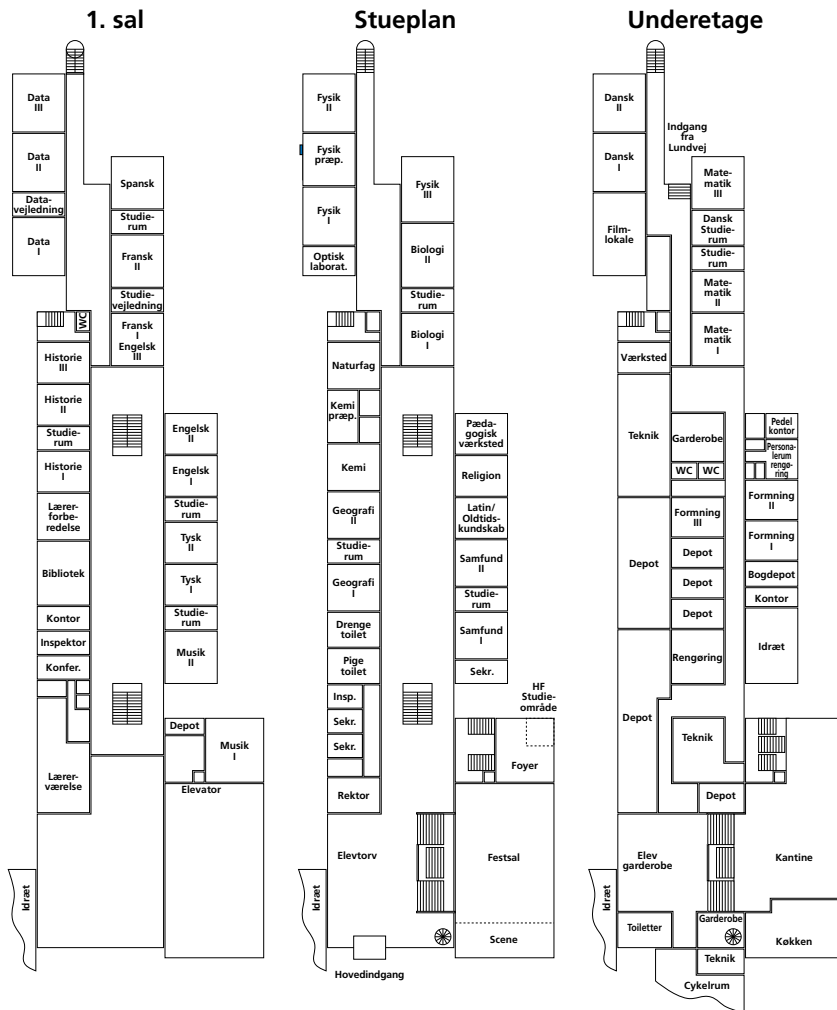 1. sal
Data
III
Data
II
Data-
vejledning
Data
I
Spansk
Studie-
rum
Fransk
II
Studie-
vejledning
Fransk
I
Engelsk
III
WC
Historie
III
Historie
II
Studie-
rum
Historie
I
Lærer-
forbe-
redelse
Bibliotek
Kontor
Inspektor
Konfer.
Lærer-
værelse
Engelsk
II
Engelsk
I
Studie-
rum
Tysk
II
Tysk
I
Studie-
rum
Musik
II
Depot
Musik
I
Elevator
Idræt
Stueplan
Fysik
II
Fysik
præp.
Fysik
I
Optisk
laborat.
Fysik
III
Biologi
II
Studie-
rum
Biologi
I
Naturfag
Kemi
præp.
Kemi
Geografi
II
Studie-
rum
Geografi
I
Drenge
toilet
Pige
toilet
Insp.
Sekr.
Sekr.
Rektor
Pæda-
gogisk
værksted
Religion
Latin/
Oldtids-
kundskab
Samfund
II
Studie-
rum
Samfund
I
Sekr.
HF
Studie-
område
Foyer
Elevtorv
Festsal
Scene
Idræt
Hovedindgang
Underetage
Dansk
II
Dansk
I
Film-
lokale
Indgang
fra
Lundvej
Mate-
matik
III
Dansk
Studie-
rum
Studie-
rum
Mate-
matik
II
Mate-
matik
I
Værksted
Teknik
Garderobe
WC
WC
Pedel
kontor
Persona-
lerum
rengø-
ring
Formning
III
Formning
II
Depot
Depot
Depot
Depot
Formning
I
Bogdepot
Kontor
Rengøring
Idræt
Depot
Teknik
Depot
Elev
garderobe
Kantine
Idræt
Toiletter
Garderobe
Køkken
Teknik
Cykelrum